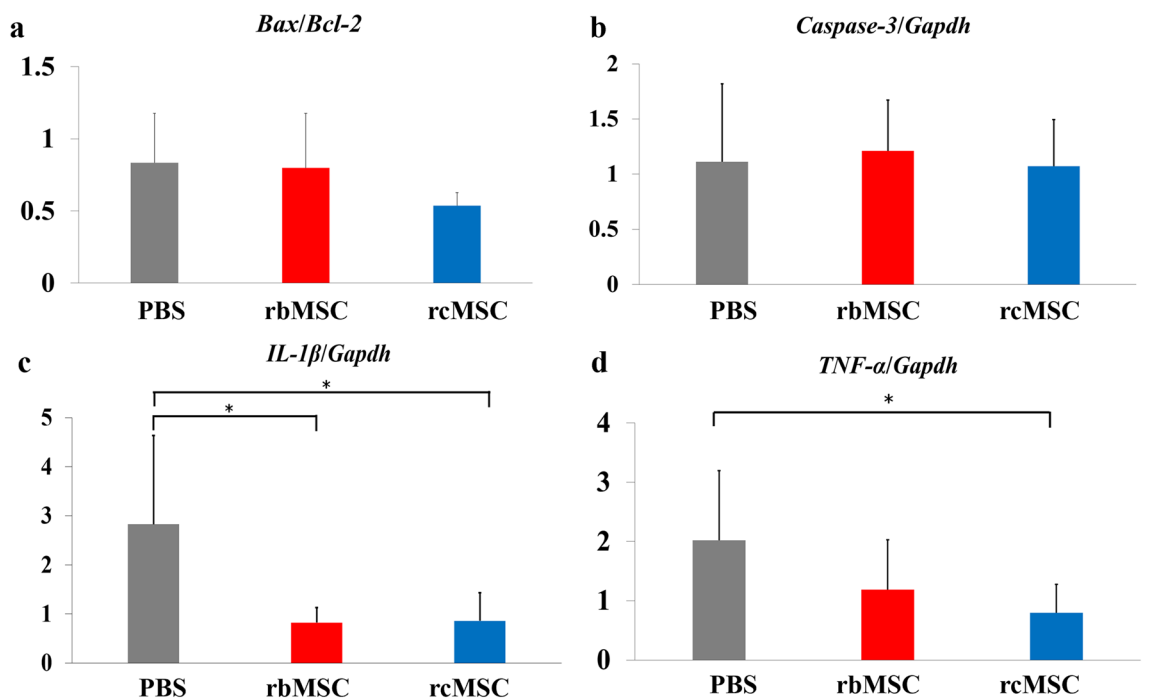 a
Bax/Bcl-2
1.5
1
0.5
0
PBS rbMSC rcMSC
b
Caspase-3/Gapdh
2
1.5
1
0.5
0
PBS rbMSC rcMSC
c
IL-1β/Gapdh
*
*
5
4
3
2
1
0
PBS rbMSC rcMSC
d
TNF-α/Gapdh
*
4
3
2
1
0
PBS rbMSC rcMSC